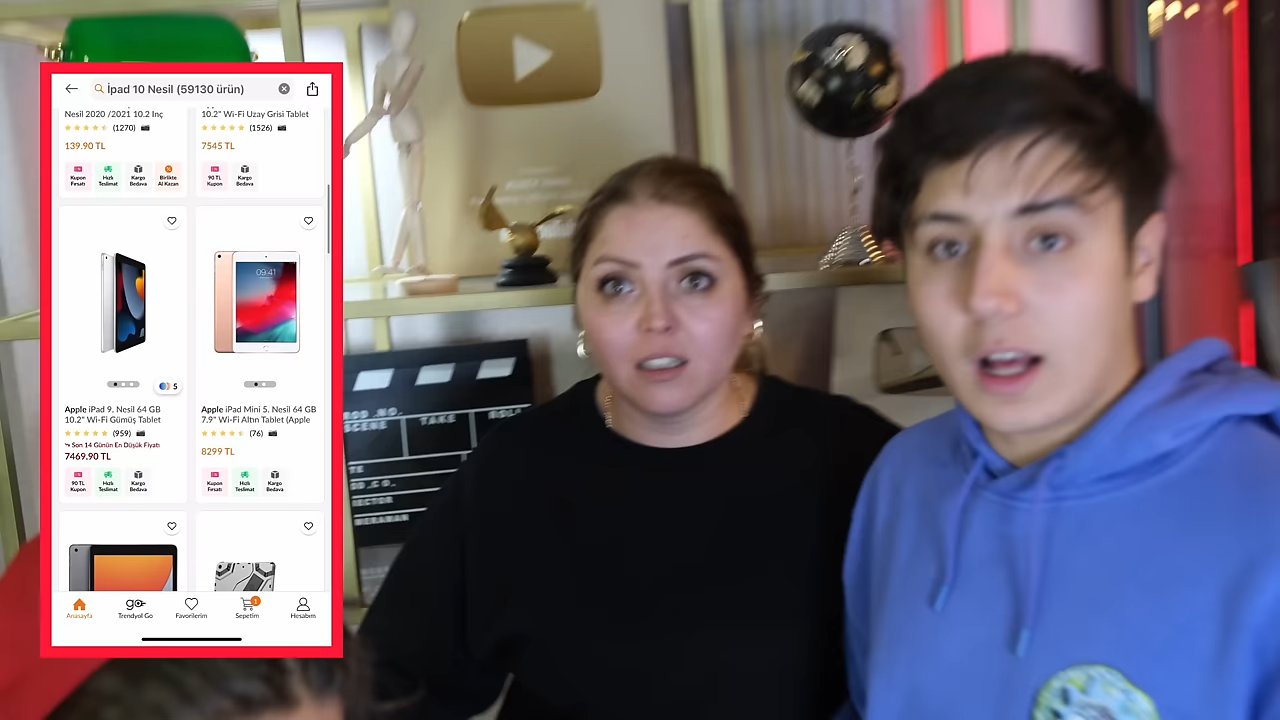 İpad 10 Nesil (59130 ürün)
Nesil 2020 /2021 10.2 İnç
(1270)
139.90 TL
Kupon Fırsatı
Hızlı Teslimat
Kargo Bedava
Birlikte Al Kazan
10.2" Wi-Fi Uzay Grisi Tablet
(1526)
7545 TL
90 TL Kupon
Kargo Bedava
5
Apple iPad 9. Nesil 64 GB
10.2" Wi-Fi Gümüş Tablet
(959)
Son 14 Günün En Düşük Fiyatı
7469.90 TL
90 TL Kupon
Hızlı Teslimat
Kargo Bedava
09:41
Apple iPad Mini 5. Nesil 64 GB
7.9" Wi-Fi Altın Tablet (Apple
(76)
8299 TL
Kupon Fırsatı
Hızlı Teslimat
Kargo Bedava
Anasayfa
go
Trendyol Go
Favorilerim
1
Sepetim
Hesabım
SCENE
TAKE